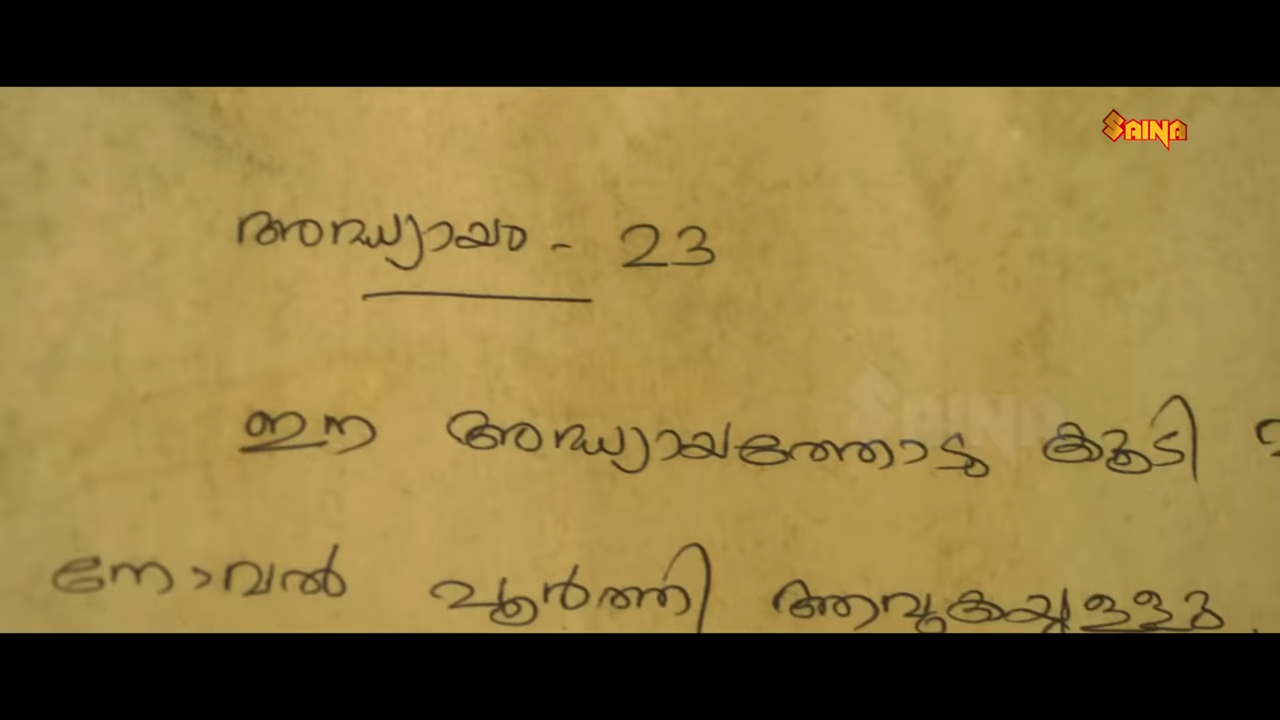 SAINA
അദ്ധ്യായം - 23
ഈ അദ്ധ്യായത്തോടു കൂടി
നോവൽ പൂർത്തി ആവുകയുള്ളു.